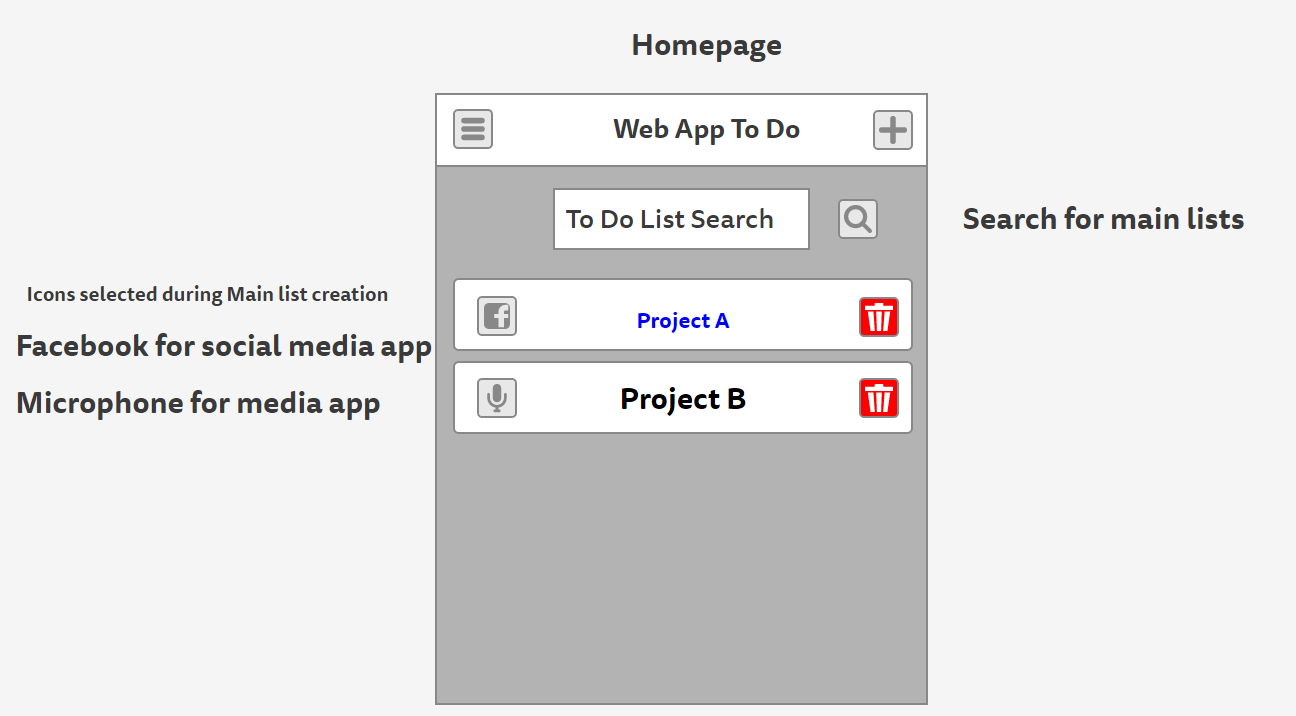 Homepage
Web App To Do
To Do List Search
Search for main lists
Icons selected during Main list creation
Project A
Facebook for social media app
Microphone for media app
Project B